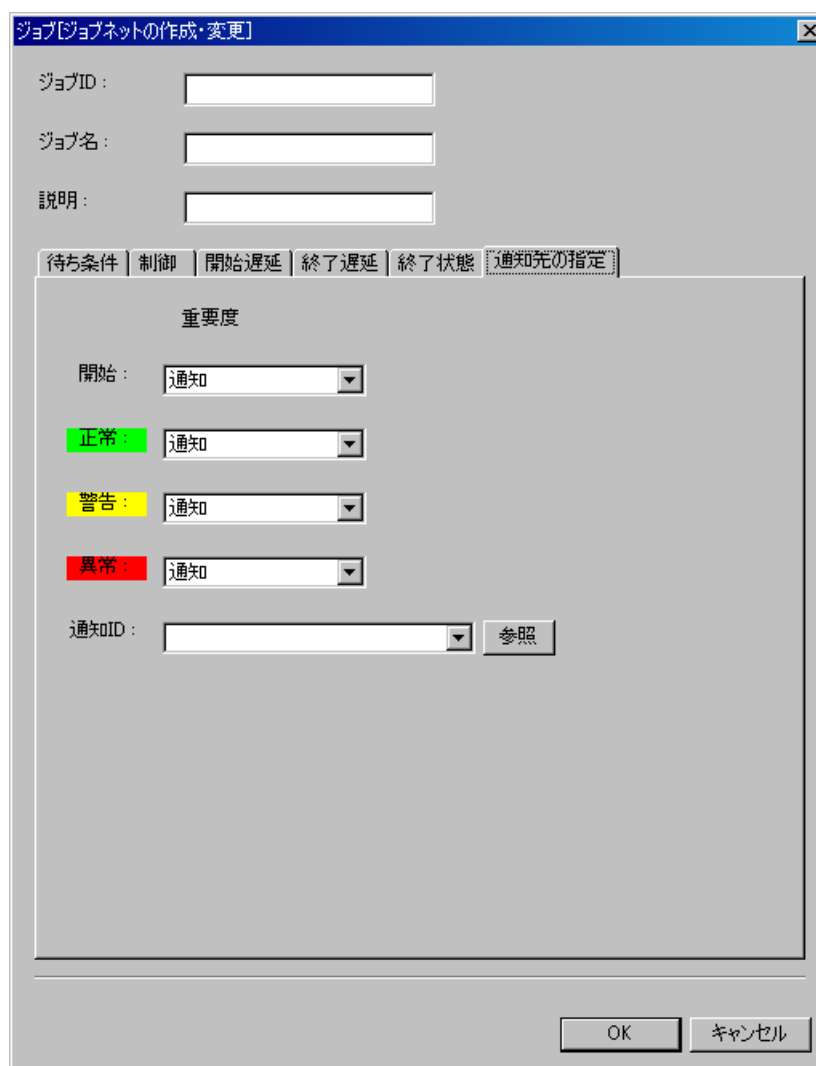 ジョブ[ジョブネットの作成・変更]
ジョブID：
ジョブ名：
説明：
待ち条件 制御 開始遅延 終了遅延 終了状態 通知先の指定
重要度
開始： 通知
正常： 通知
警告： 通知
異常： 通知
通知ID： 参照
OK キャンセル